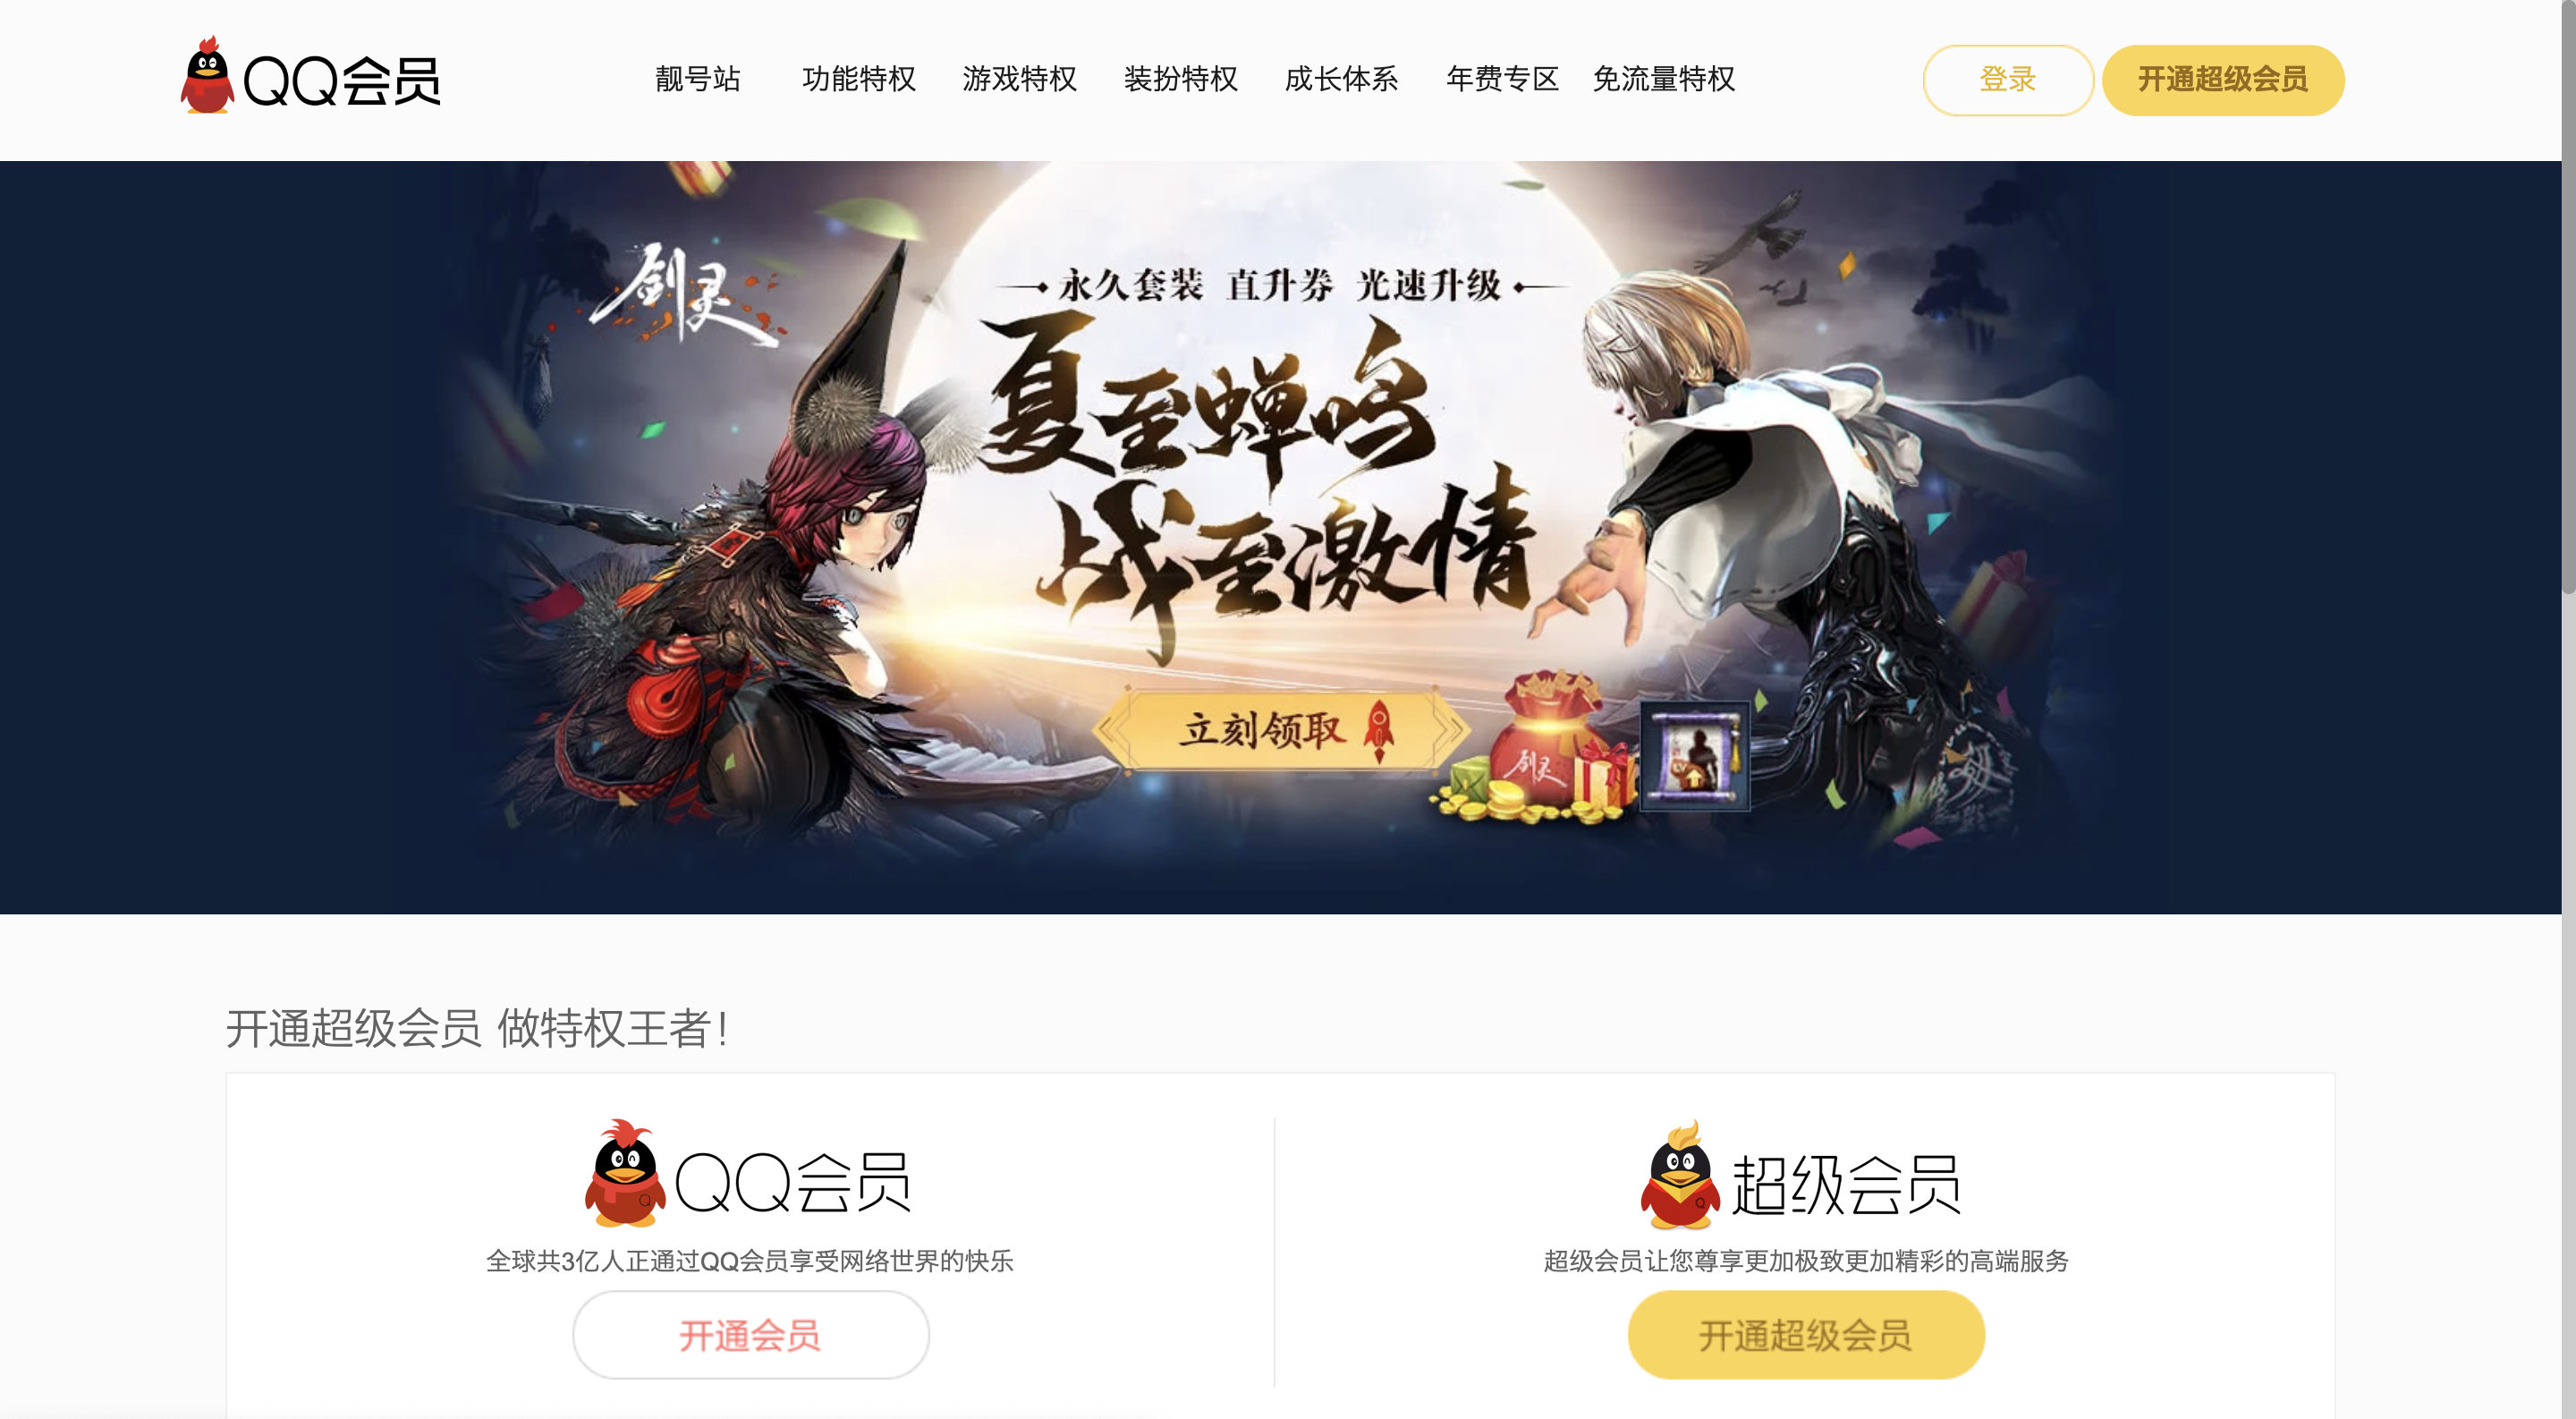 QQ会员
靓号站 功能特权 游戏特权 装扮特权 成长体系 年费专区 免流量特权
登录 开通超级会员
剑灵
永久套装 直升券 光速升级
夏至蝉鸣
战至激情
立刻领取
剑灵
开通超级会员 做特权王者！
QQ会员
全球共3亿人正通过QQ会员享受网络世界的快乐
开通会员
超级会员
超级会员让您尊享更加极致更加精彩的高端服务
开通超级会员